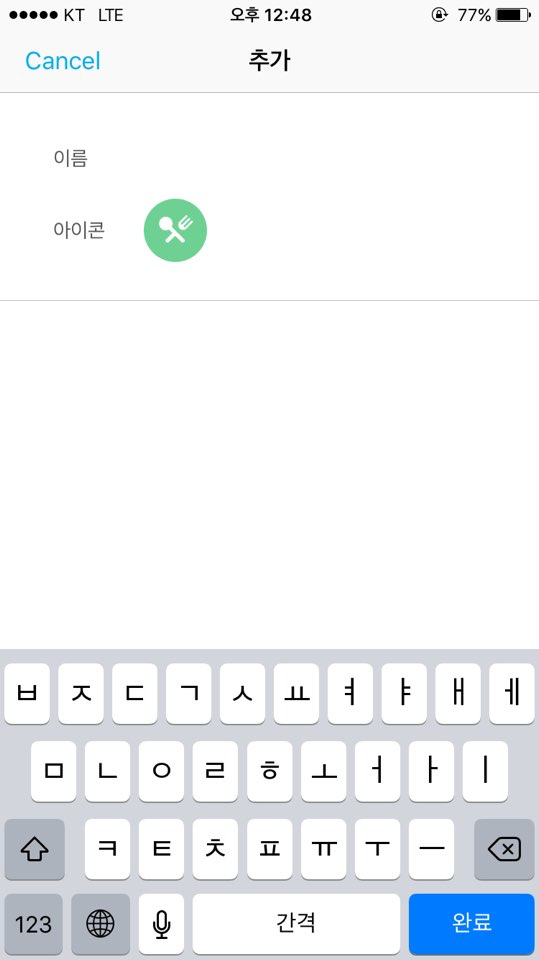 ●●●●● KT LTE 오후 12:48 77%
Cancel 추가
이름
아이콘
ㅂ ㅈ ㄷ ㄱ ㅅ ㅛ ㅕ ㅑ ㅐ ㅔ
ㅁ ㄴ ㅇ ㄹ ㅎ ㅗ ㅓ ㅏ ㅣ
ㅋ ㅌ ㅊ ㅍ ㅠ ㅜ ㅡ
123 간격 완료